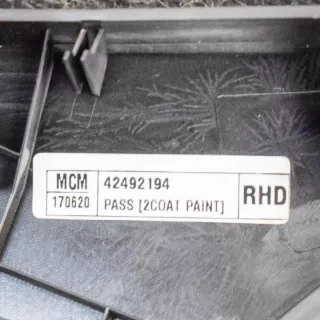 MCM 42492194 RHD
170620 PASS [2COAT PAINT]